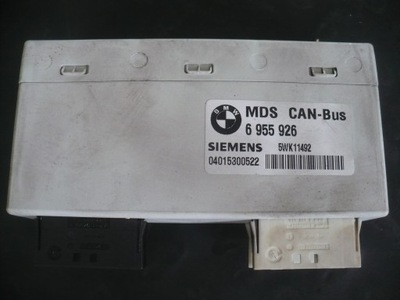 BMW
MDS CAN-Bus
6 955 926
SIEMENS 5WK11492
04015300522